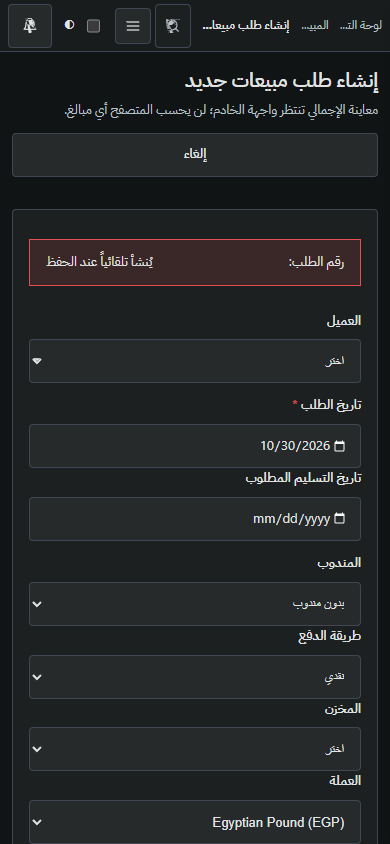 لوحة الت... المبي... إنشاء طلب مبيعا...
إنشاء طلب مبيعات جديد
معاينة الإجمالي تنتظر واجهة الخادم؛ لن يحسب المتصفح أي مبالغ.
إلغاء
رقم الطلب: يُنشأ تلقائياً عند الحفظ
العميل
اختر
تاريخ الطلب *
10/30/2026
تاريخ التسليم المطلوب
mm/dd/yyyy
المندوب
بدون مندوب
طريقة الدفع
نقدي
المخزن
اختر
العملة
Egyptian Pound (EGP)